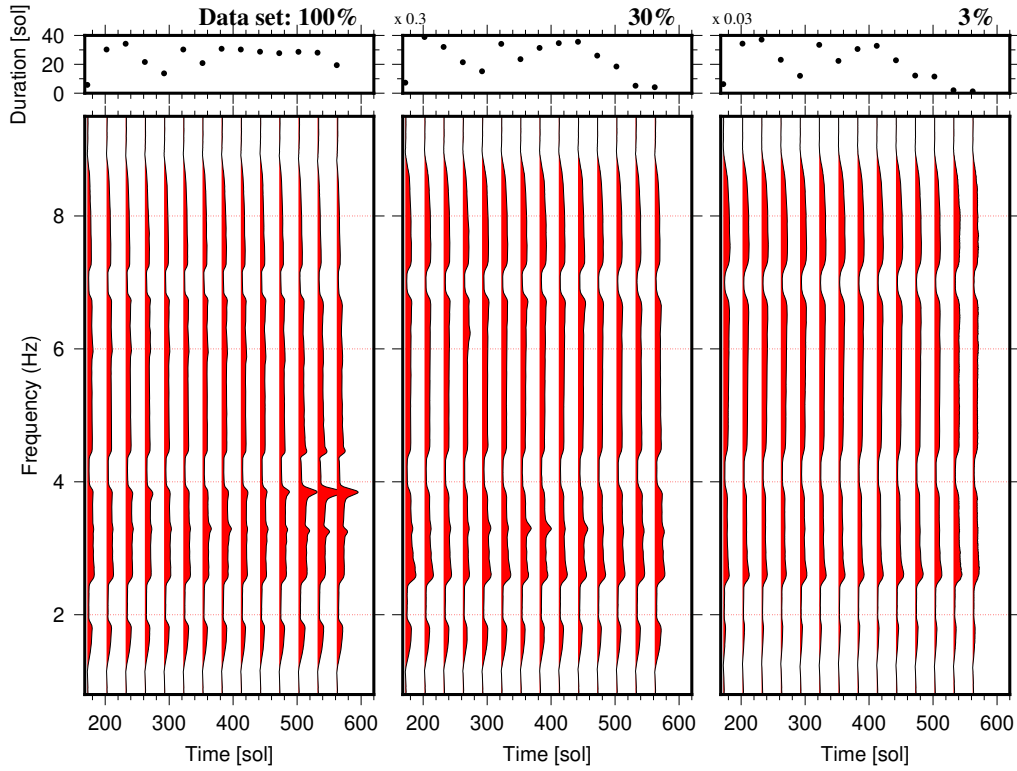 Data set: 100%
x 0.3
30%
x 0.03
3%
Duration [sol]
40
20
0
Frequency (Hz)
8
6
4
2
200 300 400 500 600
200 300 400 500 600
200 300 400 500 600
Time [sol]
Time [sol]
Time [sol]